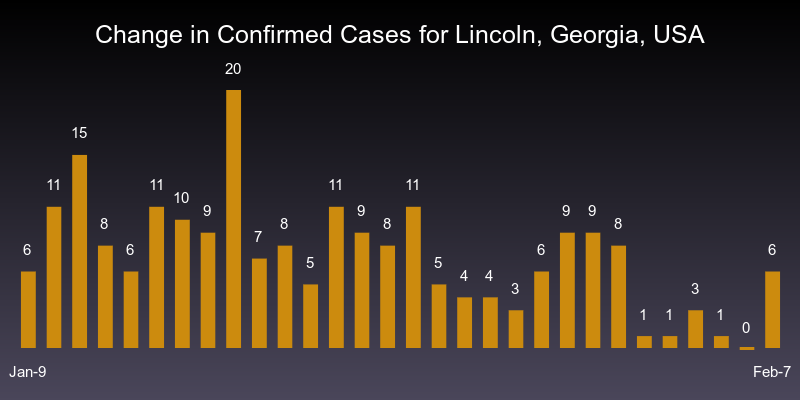 Change in Confirmed Cases for Lincoln, Georgia, USA
6 11 15 8 6 11 10 9 20 7 8 5 11 9 8 11 5 4 4 3 6 9 9 8 1 1 3 1 0 6
Jan-9 Feb-7